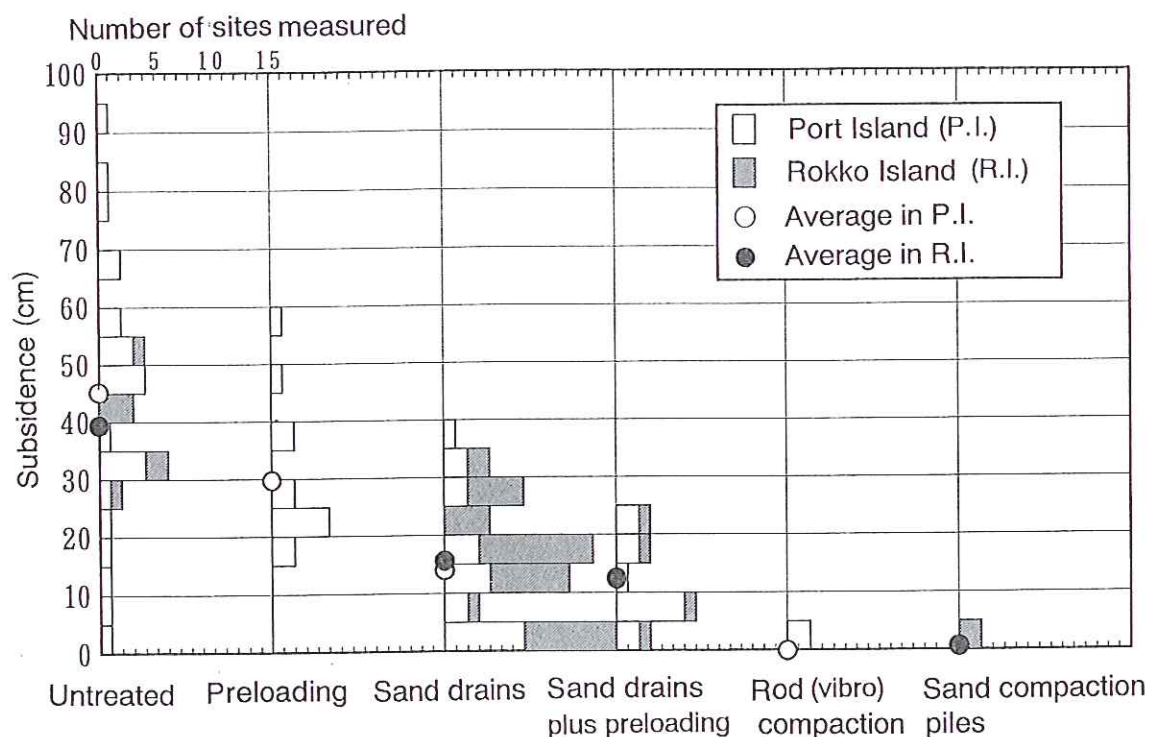 Number of sites measured
0 5 10 15
100
90
80
70
60
50
40
30
20
10
0
Subsidence (cm)
Port Island (P.I.)
Rokko Island (R.I.)
Average in P.I.
Average in R.I.
Untreated
Preloading
Sand drains
Sand drains
plus preloading
Rod (vibro)
compaction
Sand compaction
piles